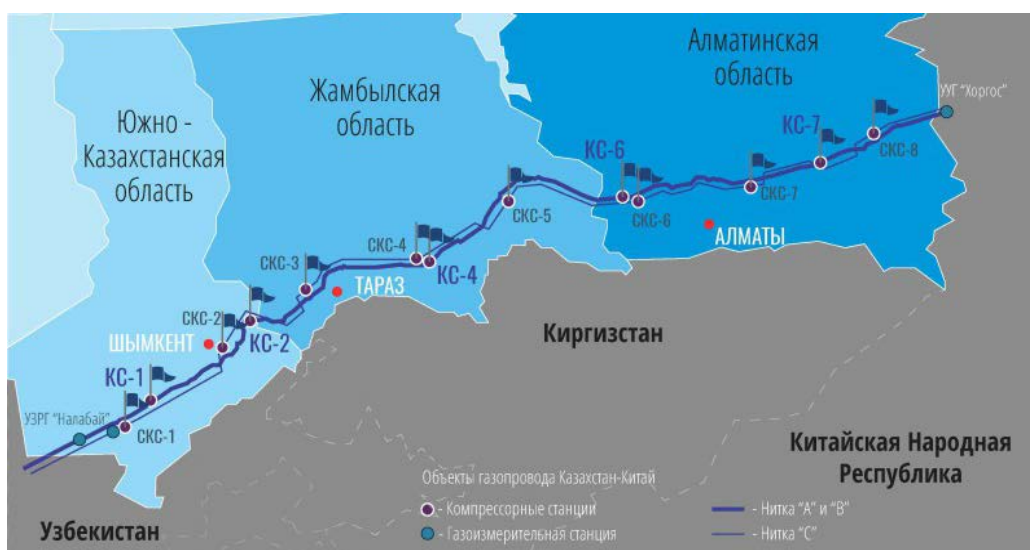 Алматинская
область
Жамбылская
область
Южно -
Казахстанская
область
УУГ "Хоргос"
КС-7
СКС-8
КС-6
СКС-7
СКС-6
СКС-5
АЛМАТЫ
СКС-4
КС-4
СКС-3
ТАРАЗ
СКС-2
КС-2
ШЫМКЕНТ
КС-1
УЗРГ "Налабай"
СКС-1
Киргизстан
Китайская Народная
Республика
Узбекистан
Объекты газопровода Казахстан-Китай
- Компрессорные станции
- Газоизмерительная станция
- Нитка "А" и "В"
- Нитка "С"